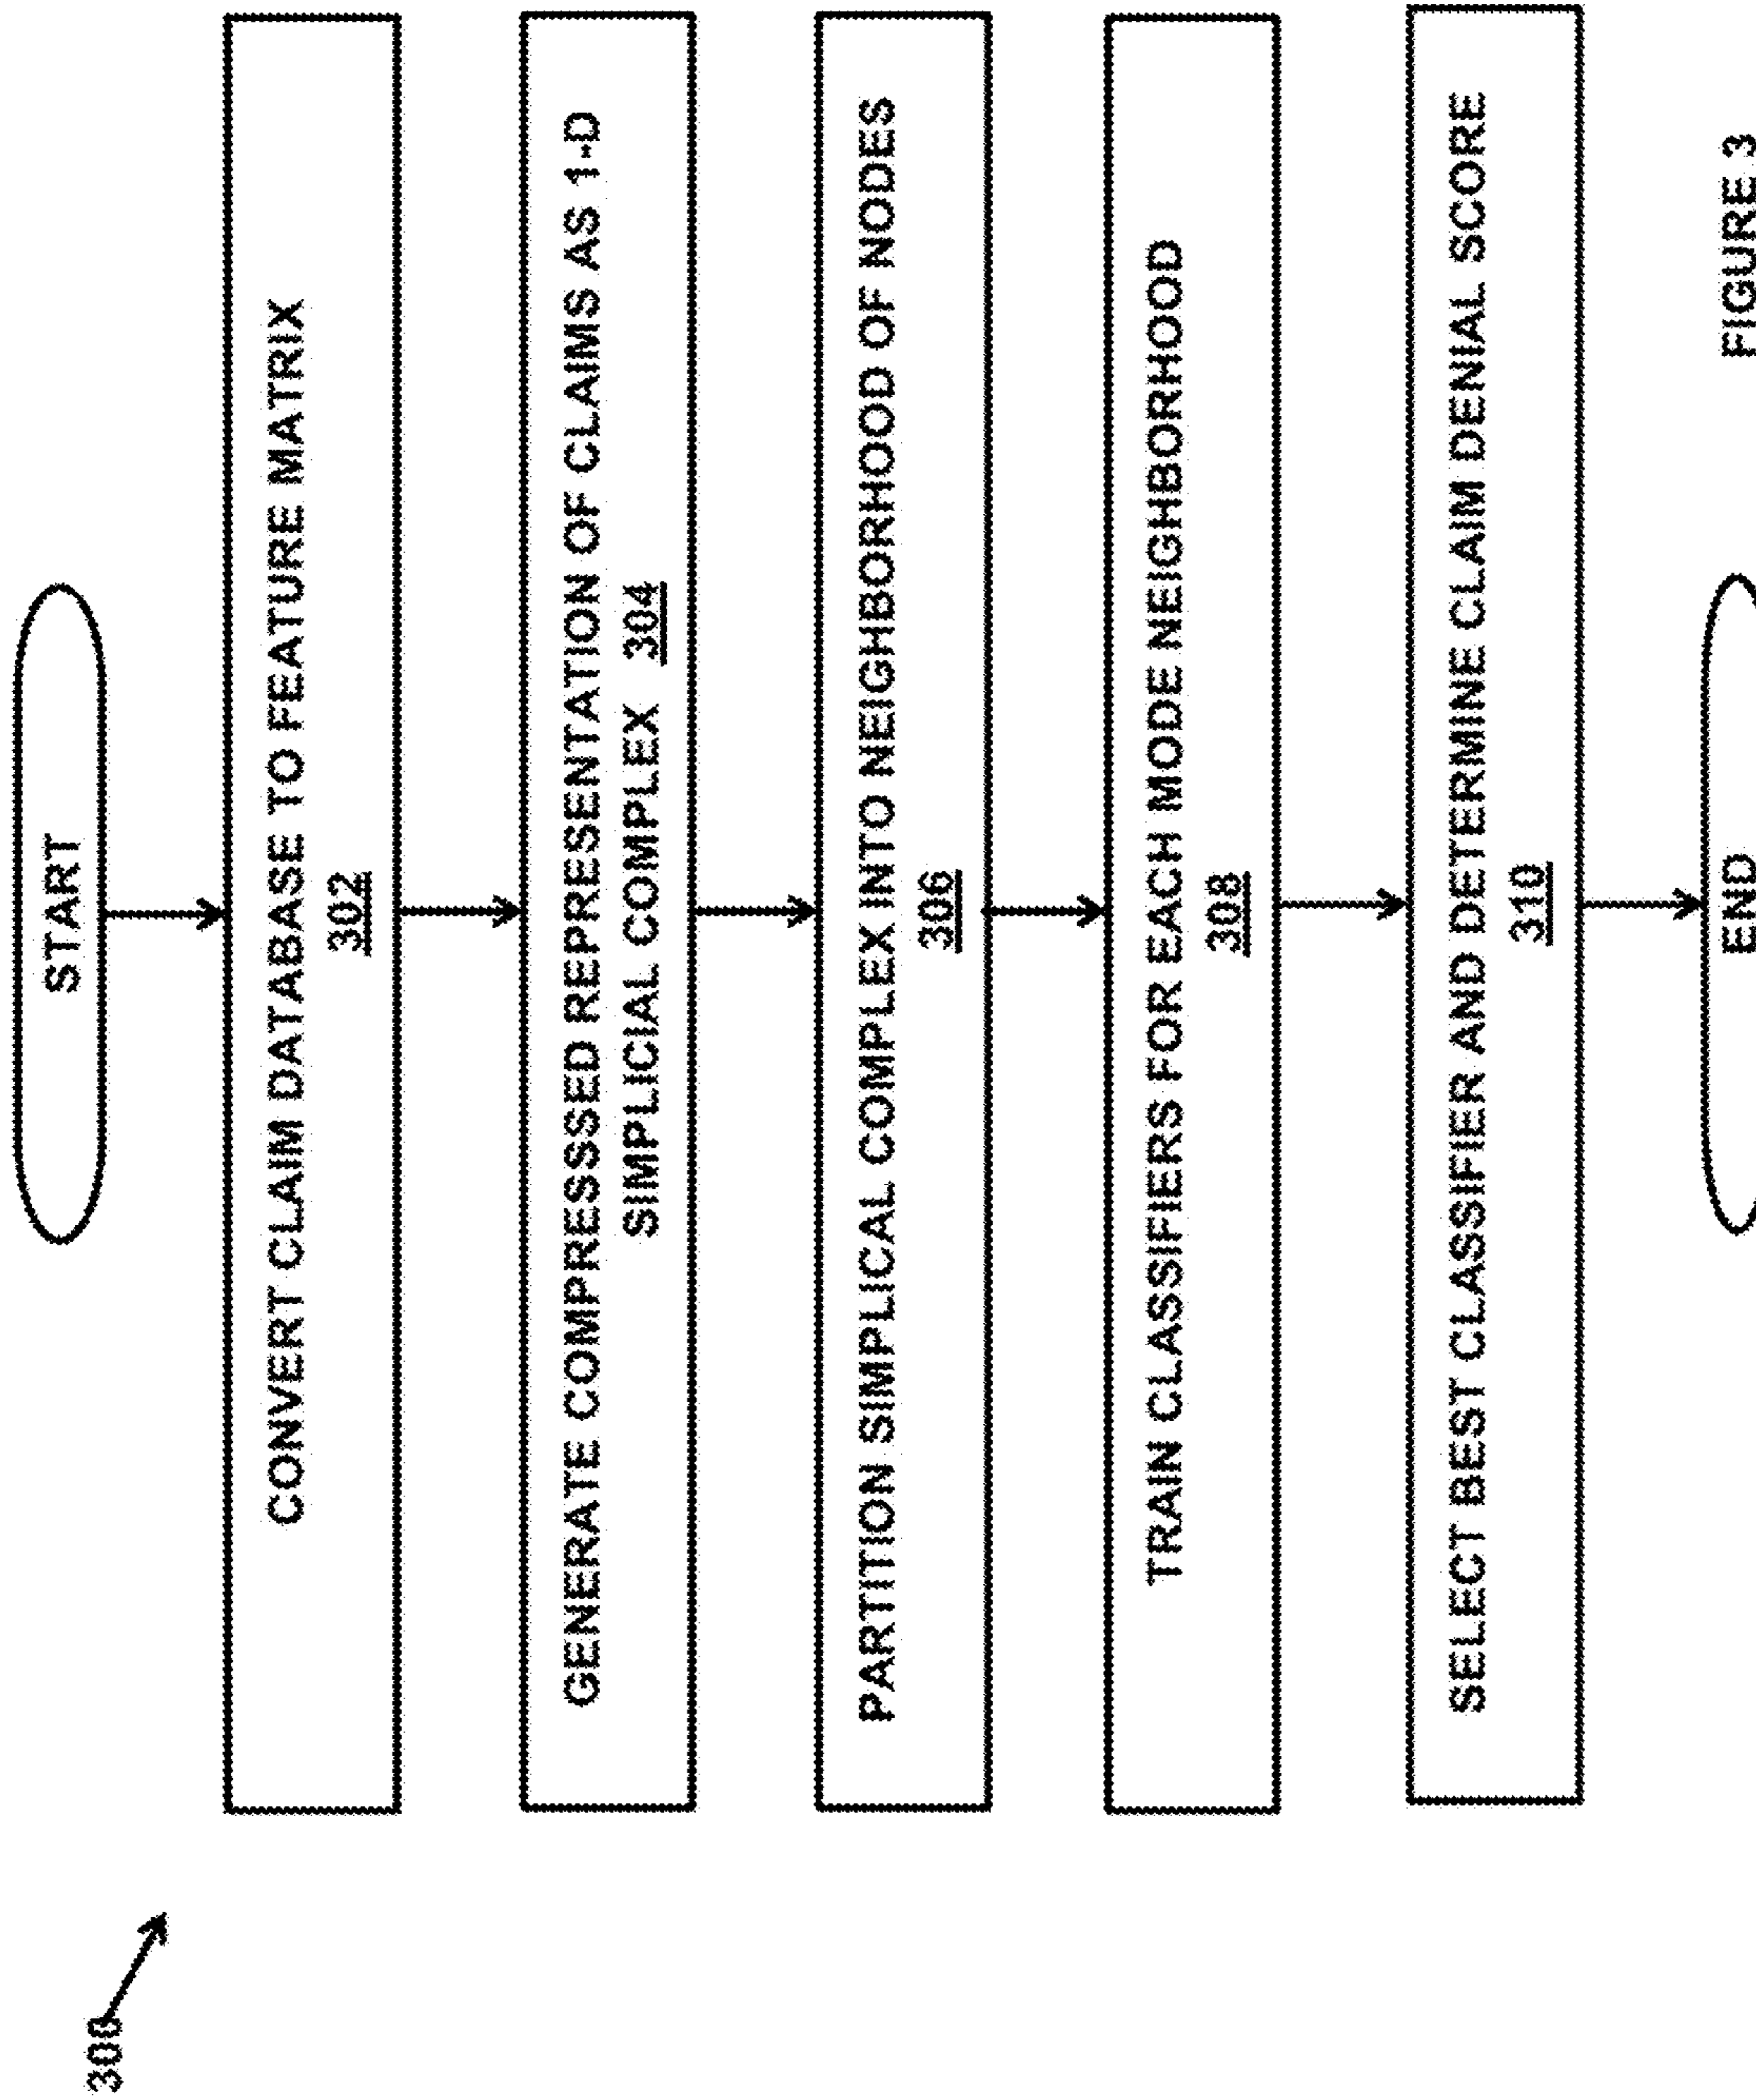 300
START
CONVERT CLAIM DATABASE TO FEATURE MATRIX
302
GENERATE COMPRESSED REPRESENTATION OF CLAIMS AS 1-D
SIMPLICIAL COMPLEX 304
PARTITION SIMPLICAL COMPLEX INTO NEIGHBORHOOD OF NODES
306
TRAIN CLASSIFIERS FOR EACH MODE NEIGHBORHOOD
308
SELECT BEST CLASSIFIER AND DETERMINE CLAIM DENIAL SCORE
310
END
FIGURE 3